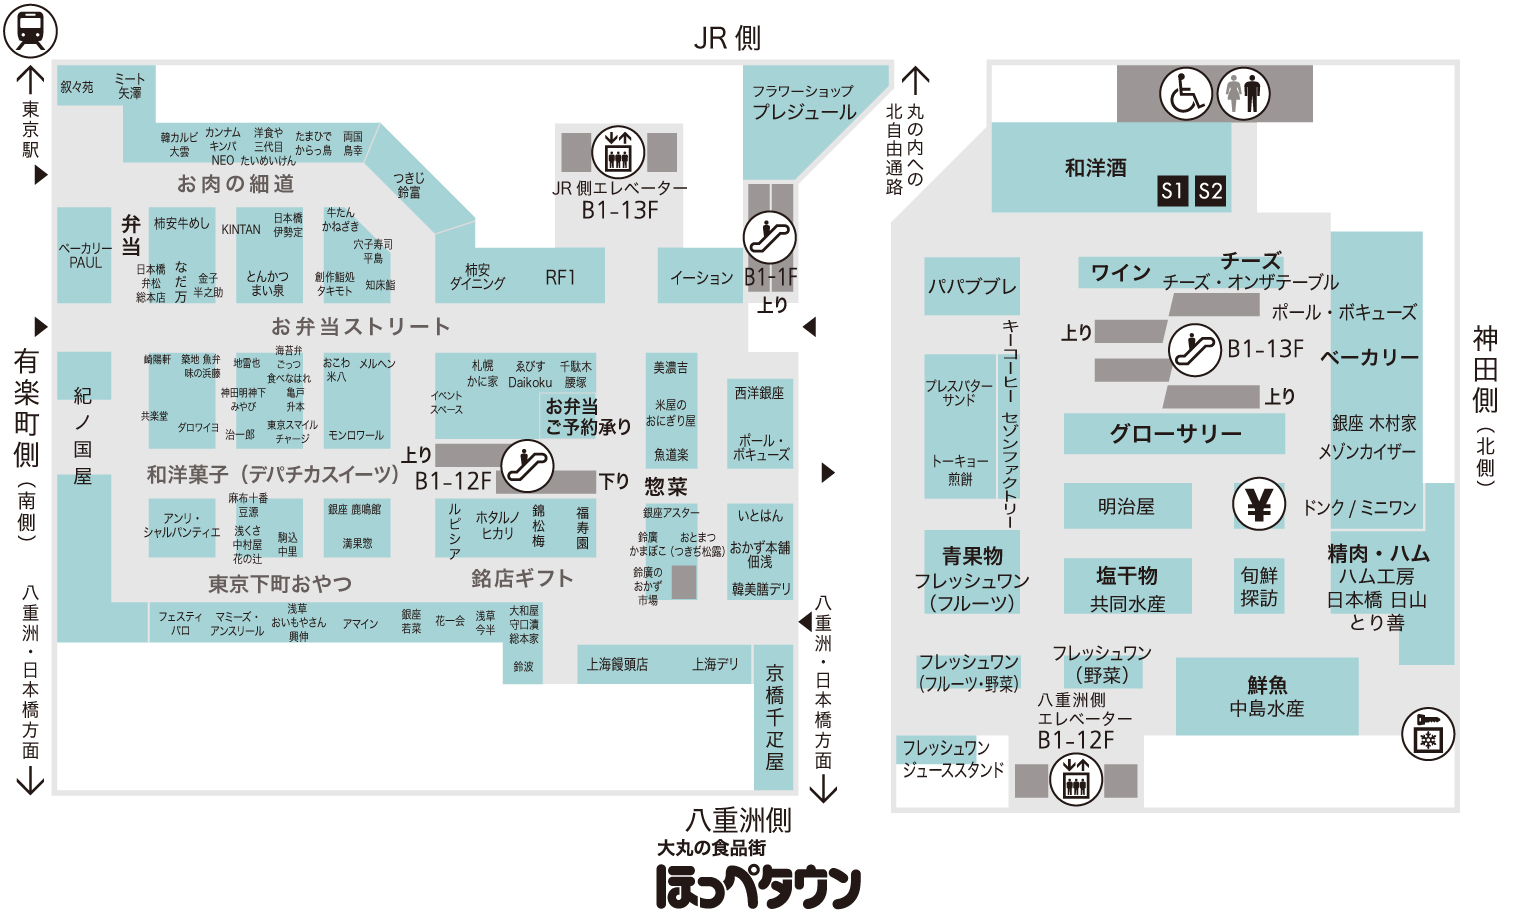 JR 側
東京駅
叙々苑
ミート
矢澤
韓カルビ
大雲
カンナム
キンパ
NEO
洋食や
三代目
たいめいけん
たまひで
からっ鳥
両国
鳥幸
お肉の細道
つきじ
鈴富
ベーカリー
PAUL
弁当
柿安牛めし
日本橋
弁松
総本店
なだ万
金子
半之助
KINTAN
日本橋
伊勢定
とんかつ
まい泉
牛たん
かねざき
穴子寿司
平島
創作鮨処
タキモト
知床鮨
柿安
ダイニング
RF1
JR 側エレベーター
B1-13F
イーション
フラワーショップ
プレジュール
B1-1F
上り
丸の内への
北自由通路
お弁当ストリート
有楽町側(南側)
紀ノ国屋
崎陽軒
築地 魚弁
味の浜藤
共楽堂
ダロワイヨ
地雷也
海苔弁
ごっつ
食べなはれ
神田明神下
みやび
亀戸
升本
治一郎
東京スマイル
チャージ
おこわ
米八
メルヘン
モンロワール
札幌
かに家
ゑびす
Daikoku
千駄木
腰塚
イベント
スペース
お弁当
ご予約承り
美濃吉
米屋の
おにぎり屋
魚道楽
西洋銀座
ポール・
ボキューズ
上り
B1-12F
下り
和洋菓子(デパチカスイーツ)
惣菜
アンリ・
シャルパンティエ
麻布十番
豆源
浅くさ
中村屋
花の辻
駒込
中里
銀座 鹿鳴館
漢果惣
ルピシア
ホタルノ
ヒカリ
錦松梅
福寿園
銀座アスター
鈴廣
かまぼこ
おとまつ
(つきぢ松露)
鈴廣の
おかず
市場
いとはん
おかず本舗
佃浅
韓美膳デリ
東京下町おやつ
銘店ギフト
フェスティバロ
マミーズ・
アンスリール
浅草
おいもやさん
興伸
アマイン
銀座
若菜
花一会
浅草
今半
大和屋
守口漬
総本家
鈴波
上海饅頭店
上海デリ
京橋千疋屋
八重洲・日本橋方面
八重洲・日本橋方面
八重洲側
大丸の食品街
ほっぺタウン
和洋酒
S1
S2
パパブブレ
ワイン
チーズ
チーズ・オンザテーブル
ポール・ボキューズ
上り
B1-13F
ベーカリー
上り
キーコーヒー セゾンファクトリー
プレスバター
サンド
グローサリー
銀座 木村家
メゾンカイザー
トーキョー
煎餅
明治屋
¥
ドンク / ミニワン
神田側(北側)
青果物
フレッシュワン
(フルーツ)
塩干物
共同水産
旬鮮
探訪
精肉・ハム
ハム工房
日本橋 日山
とり善
フレッシュワン
(フルーツ・野菜)
フレッシュワン
(野菜)
鮮魚
中島水産
八重洲側
エレベーター
B1-12F
フレッシュワン
ジューススタンド